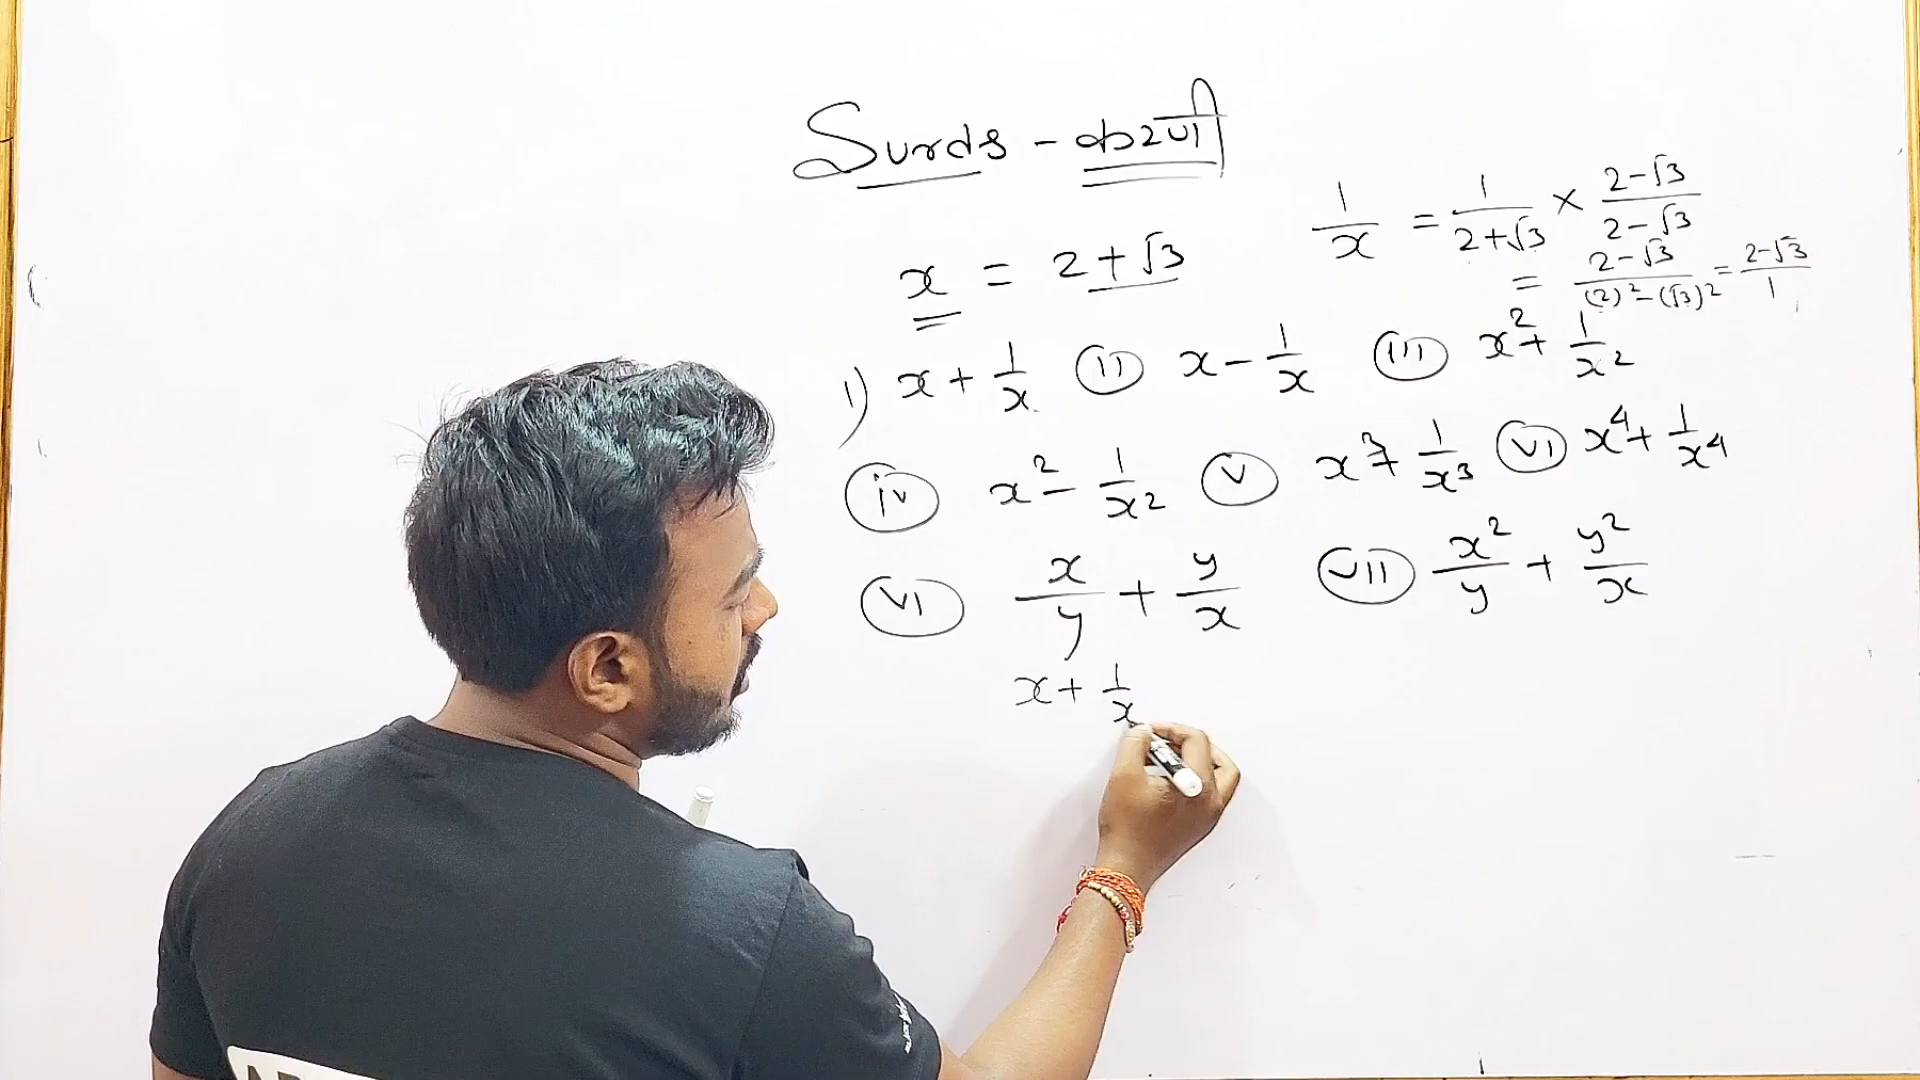 Surds - करणी
x = 2 + √3
1/x = 1/(2+√3) × (2-√3)/(2-√3)
= (2-√3)/((2)²-(√3)²) = (2-√3)/1
i) x + 1/x (ii) x - 1/x (iii) x² + 1/x²
(iv) x² - 1/x² (v) x³ + 1/x³ (vi) x⁴ + 1/x⁴
(vi) x/y + y/x (vii) x²/y + y²/x
x + 1/x